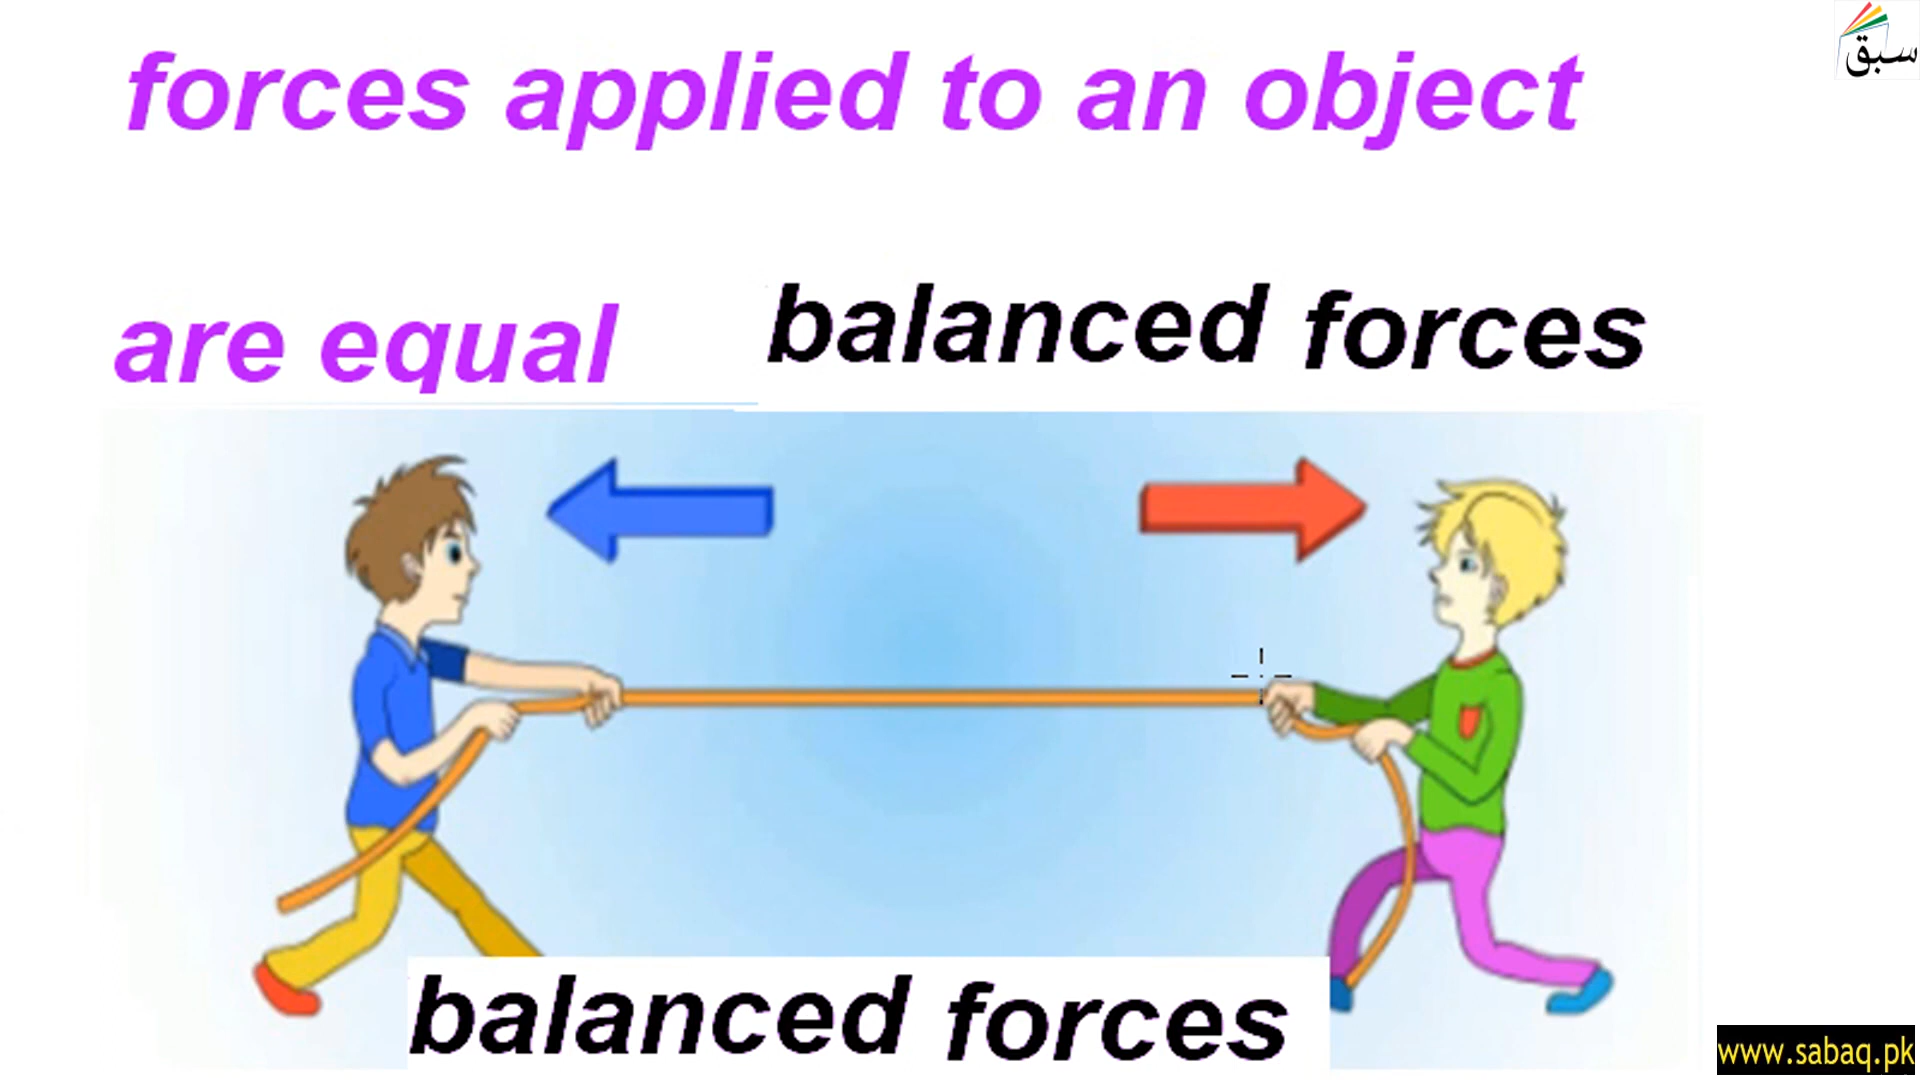 سبق
forces applied to an object
are equal balanced forces
balanced forces
www.sabaq.pk